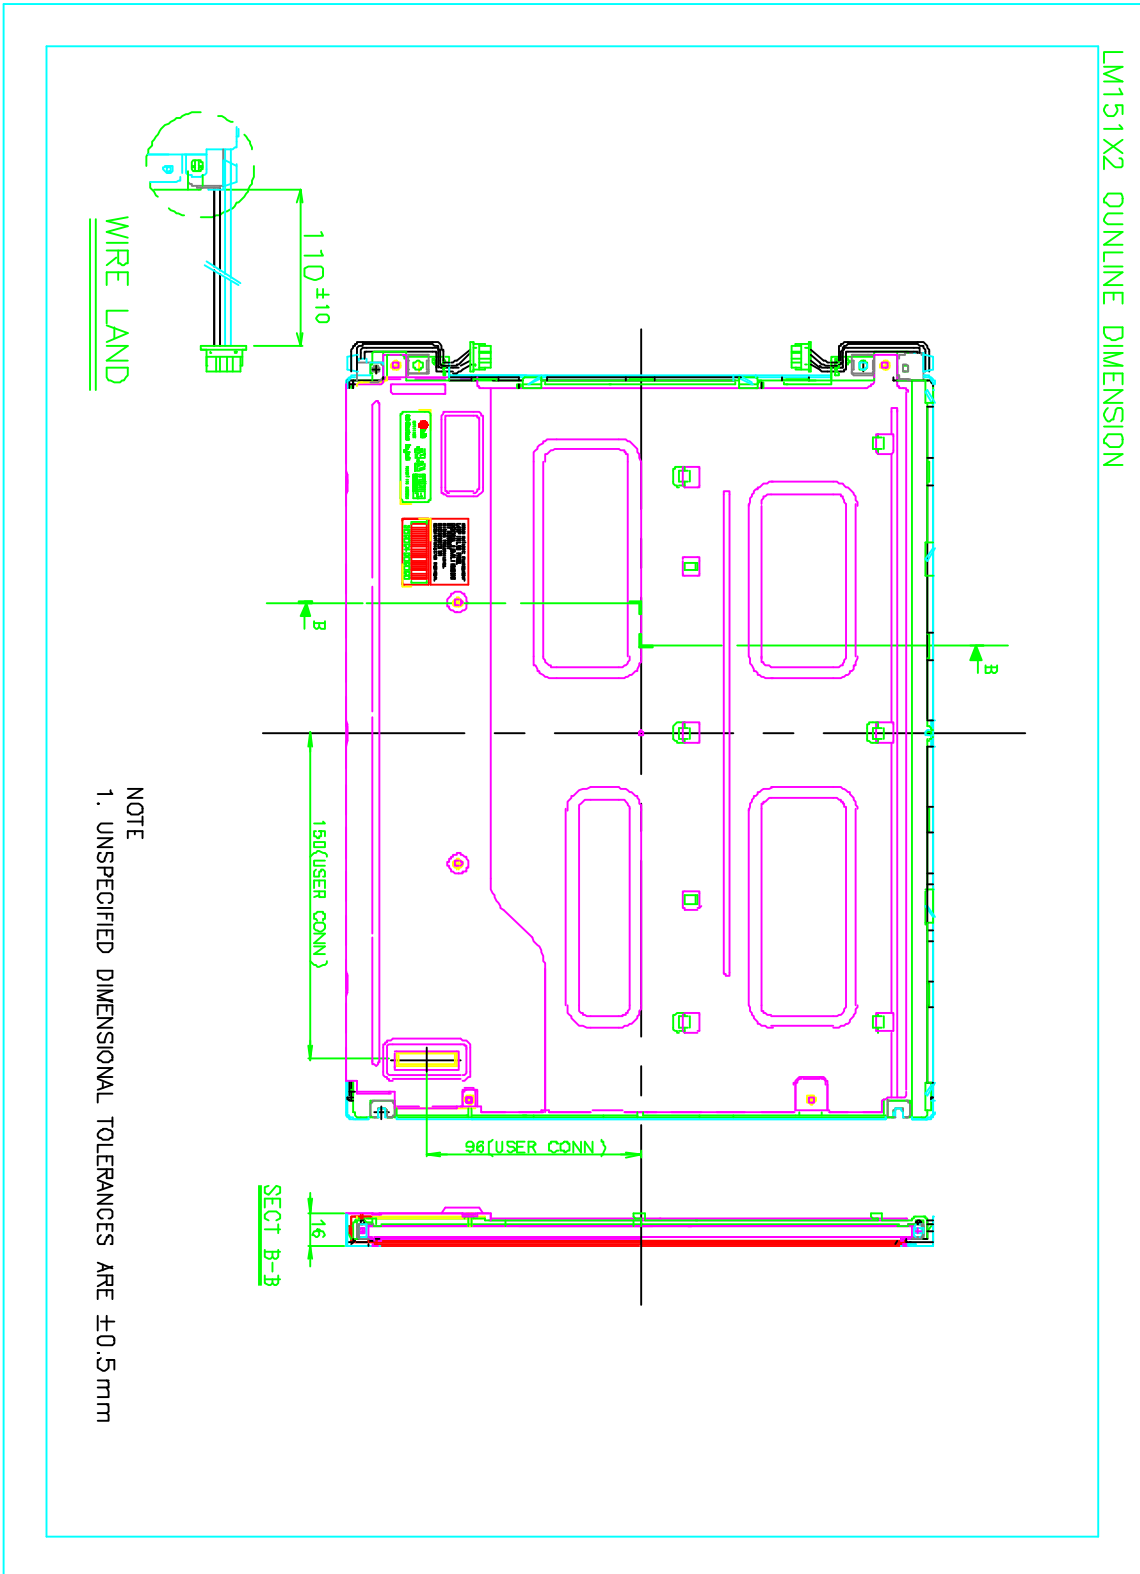 LM151X2 OUNLINE DIMENSION
110±10
WIRE LAND
B
B
150(USER CONN)
96(USER CONN)
16
SECT B-B
NOTE
1. UNSPECIFIED DIMENSIONAL TOLERANCES ARE ±0.5mm